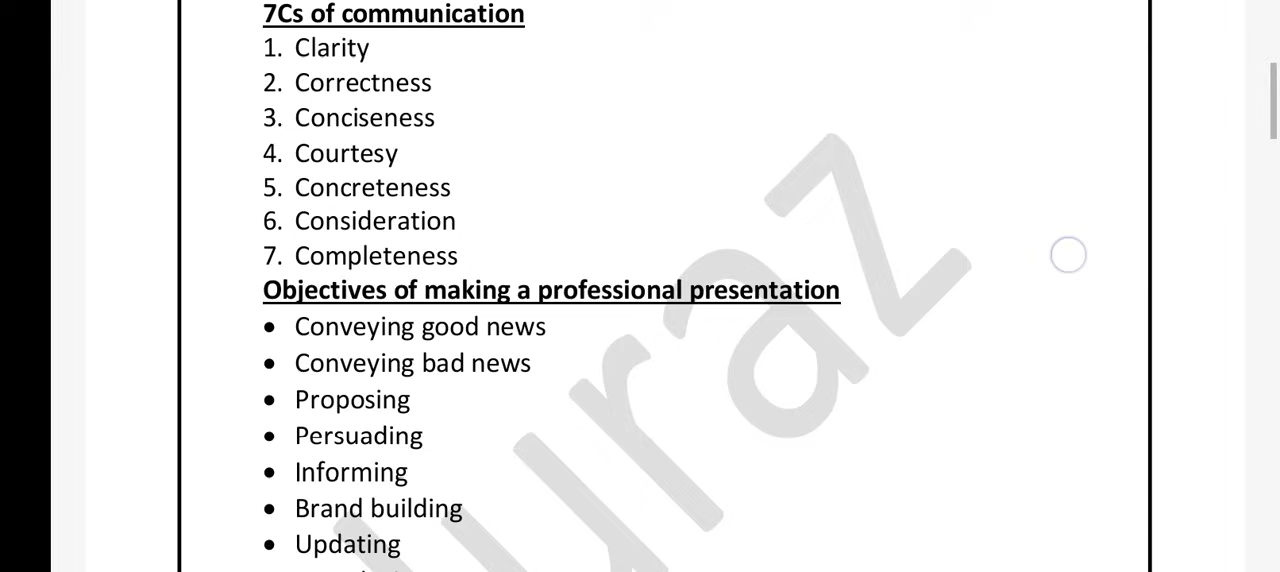 7Cs of communication
1. Clarity
2. Correctness
3. Conciseness
4. Courtesy
5. Concreteness
6. Consideration
7. Completeness
Objectives of making a professional presentation
• Conveying good news
• Conveying bad news
• Proposing
• Persuading
• Informing
• Brand building
• Updating